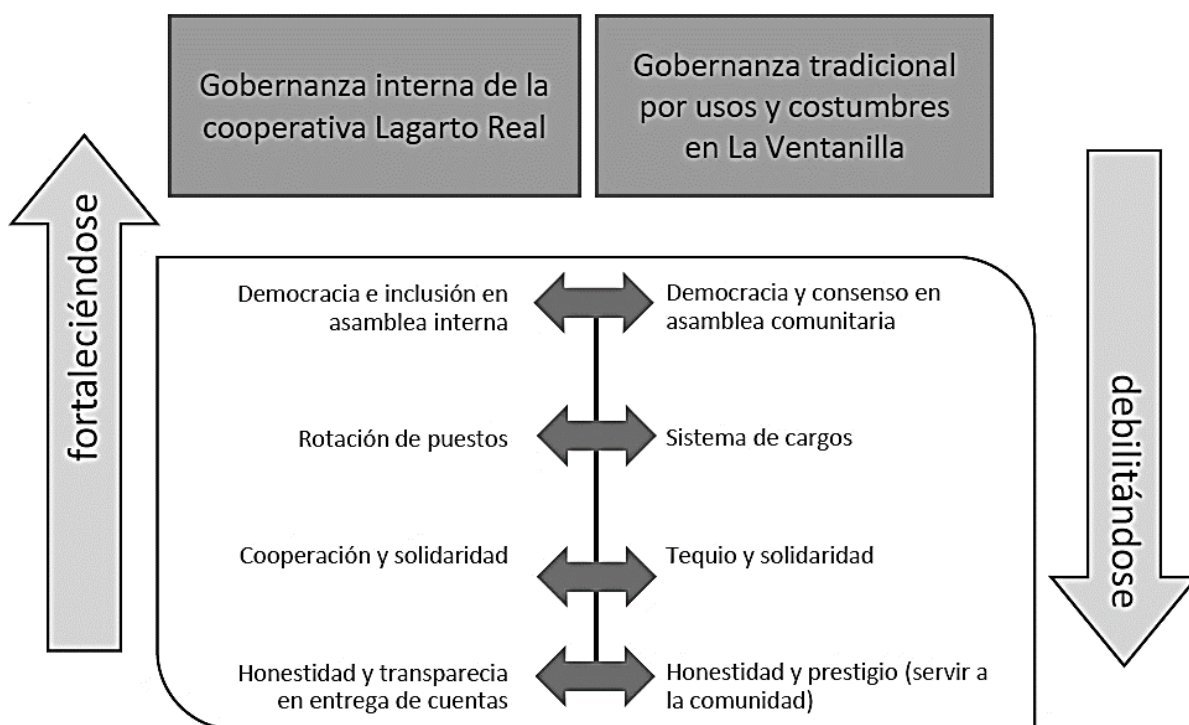 Gobernanza interna de la
cooperativa Lagarto Real
Gobernanza tradicional
por usos y costumbres
en La Ventanilla
fortaleciéndose
debilitándose
Democracia e inclusión en
asamblea interna
Democracia y consenso en
asamblea comunitaria
Rotación de puestos
Sistema de cargos
Cooperación y solidaridad
Tequio y solidaridad
Honestidad y transparecia
en entrega de cuentas
Honestidad y prestigio (servir a
la comunidad)